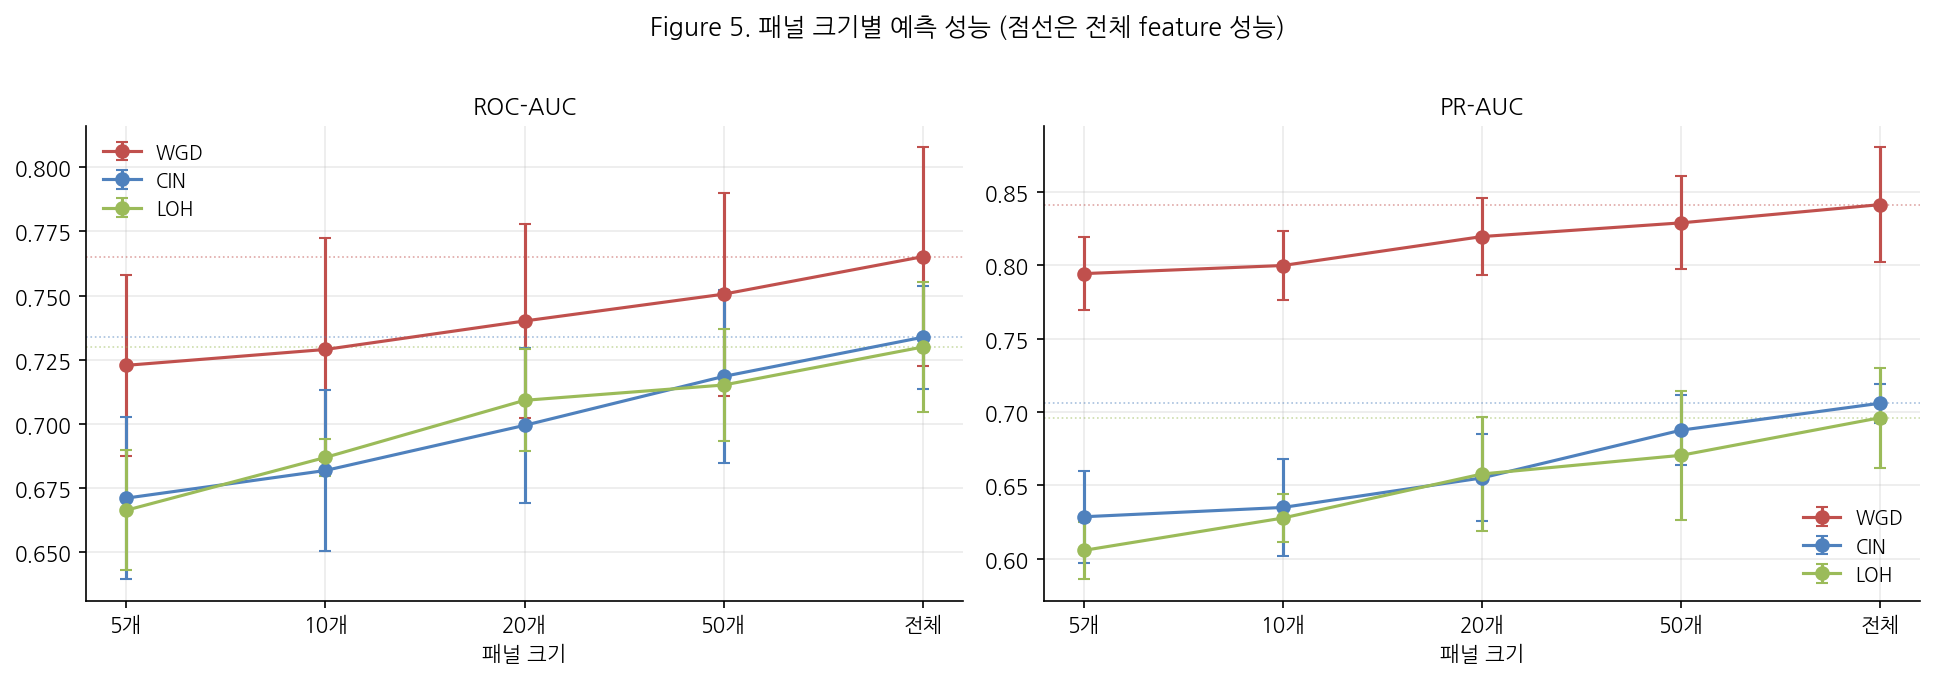 Figure 5. 패널 크기별 예측 성능 (점선은 전체 feature 성능)
ROC-AUC
WGD
CIN
LOH
0.800
0.775
0.750
0.725
0.700
0.675
0.650
5개
10개
20개
50개
전체
패널 크기
PR-AUC
0.85
0.80
0.75
0.70
0.65
0.60
WGD
CIN
LOH
5개
10개
20개
50개
전체
패널 크기